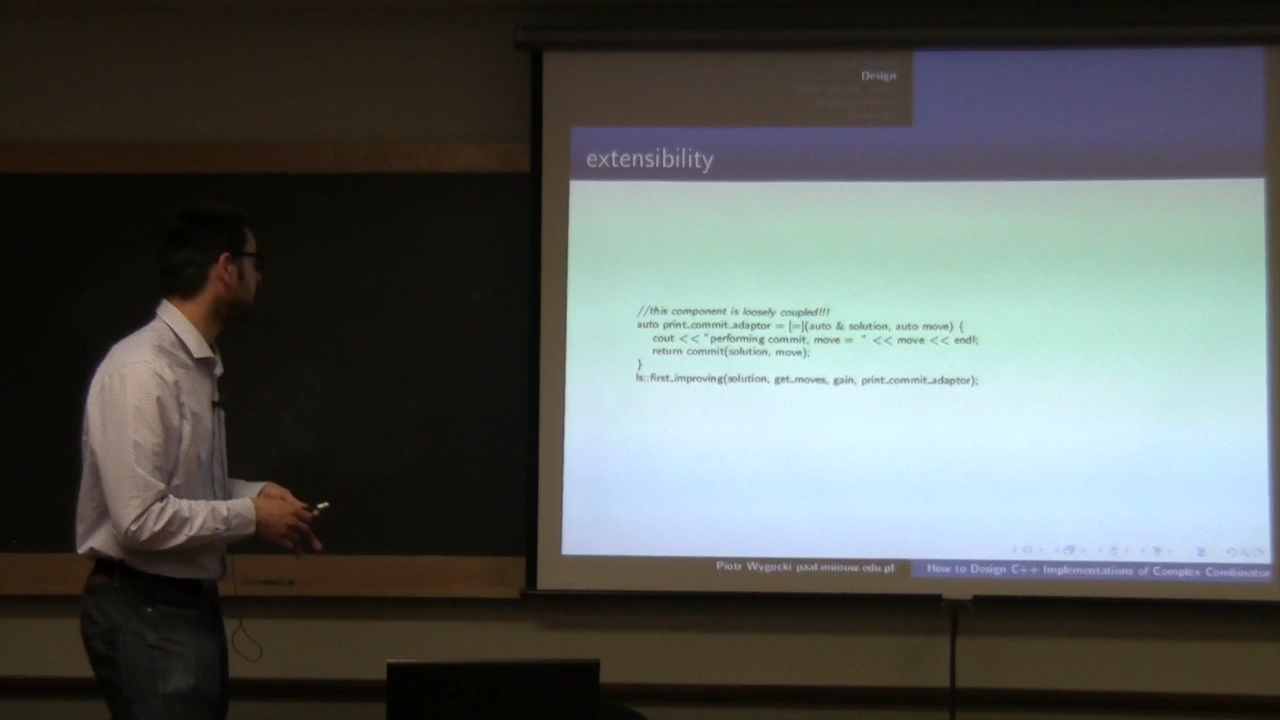 Design
extensibility
//this component is loosely coupled!!!
auto print_commit_adaptor = [=](auto & solution, auto move) {
cout << "performing commit, move = " << move << endl;
return commit(solution, move);
}
ls::first_improving(solution, get_moves, gain, print_commit_adaptor);
Piotr Wygocki paal.mimuw.edu.pl
How to Design C++ Implementations of Complex Combinator